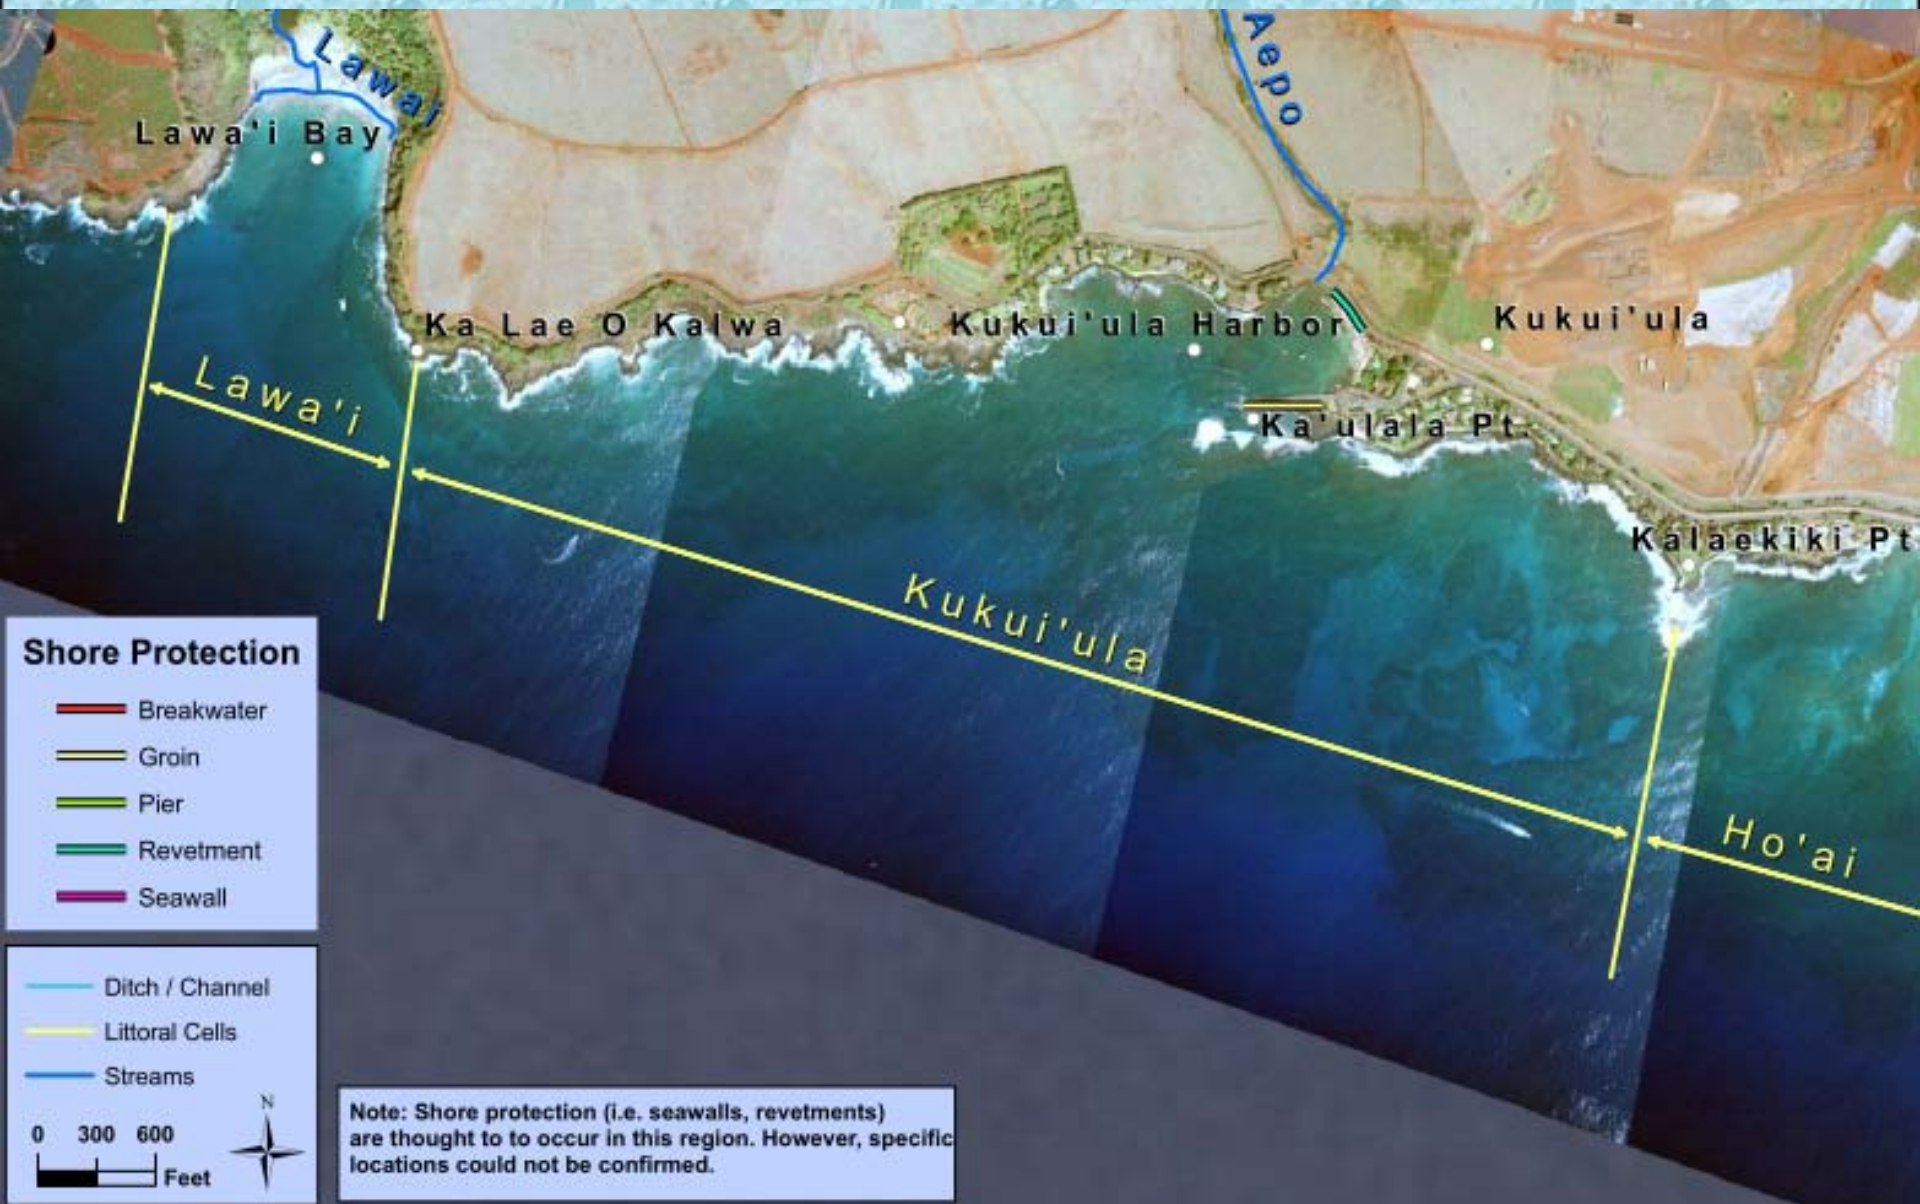 Lawai
Aepo
Lawa'i Bay
Ka Lae O Kalwa
Kukui'ula Harbor
Kukui'ula
Lawa'i
Ka'ulala Pt.
Kalaekiki Pt
Kukui'ula
Ho'ai
Shore Protection
Breakwater
Groin
Pier
Revetment
Seawall
Ditch / Channel
Littoral Cells
Streams
N
0 300 600
Feet
Note: Shore protection (i.e. seawalls, revetments)
are thought to to occur in this region. However, specific
locations could not be confirmed.